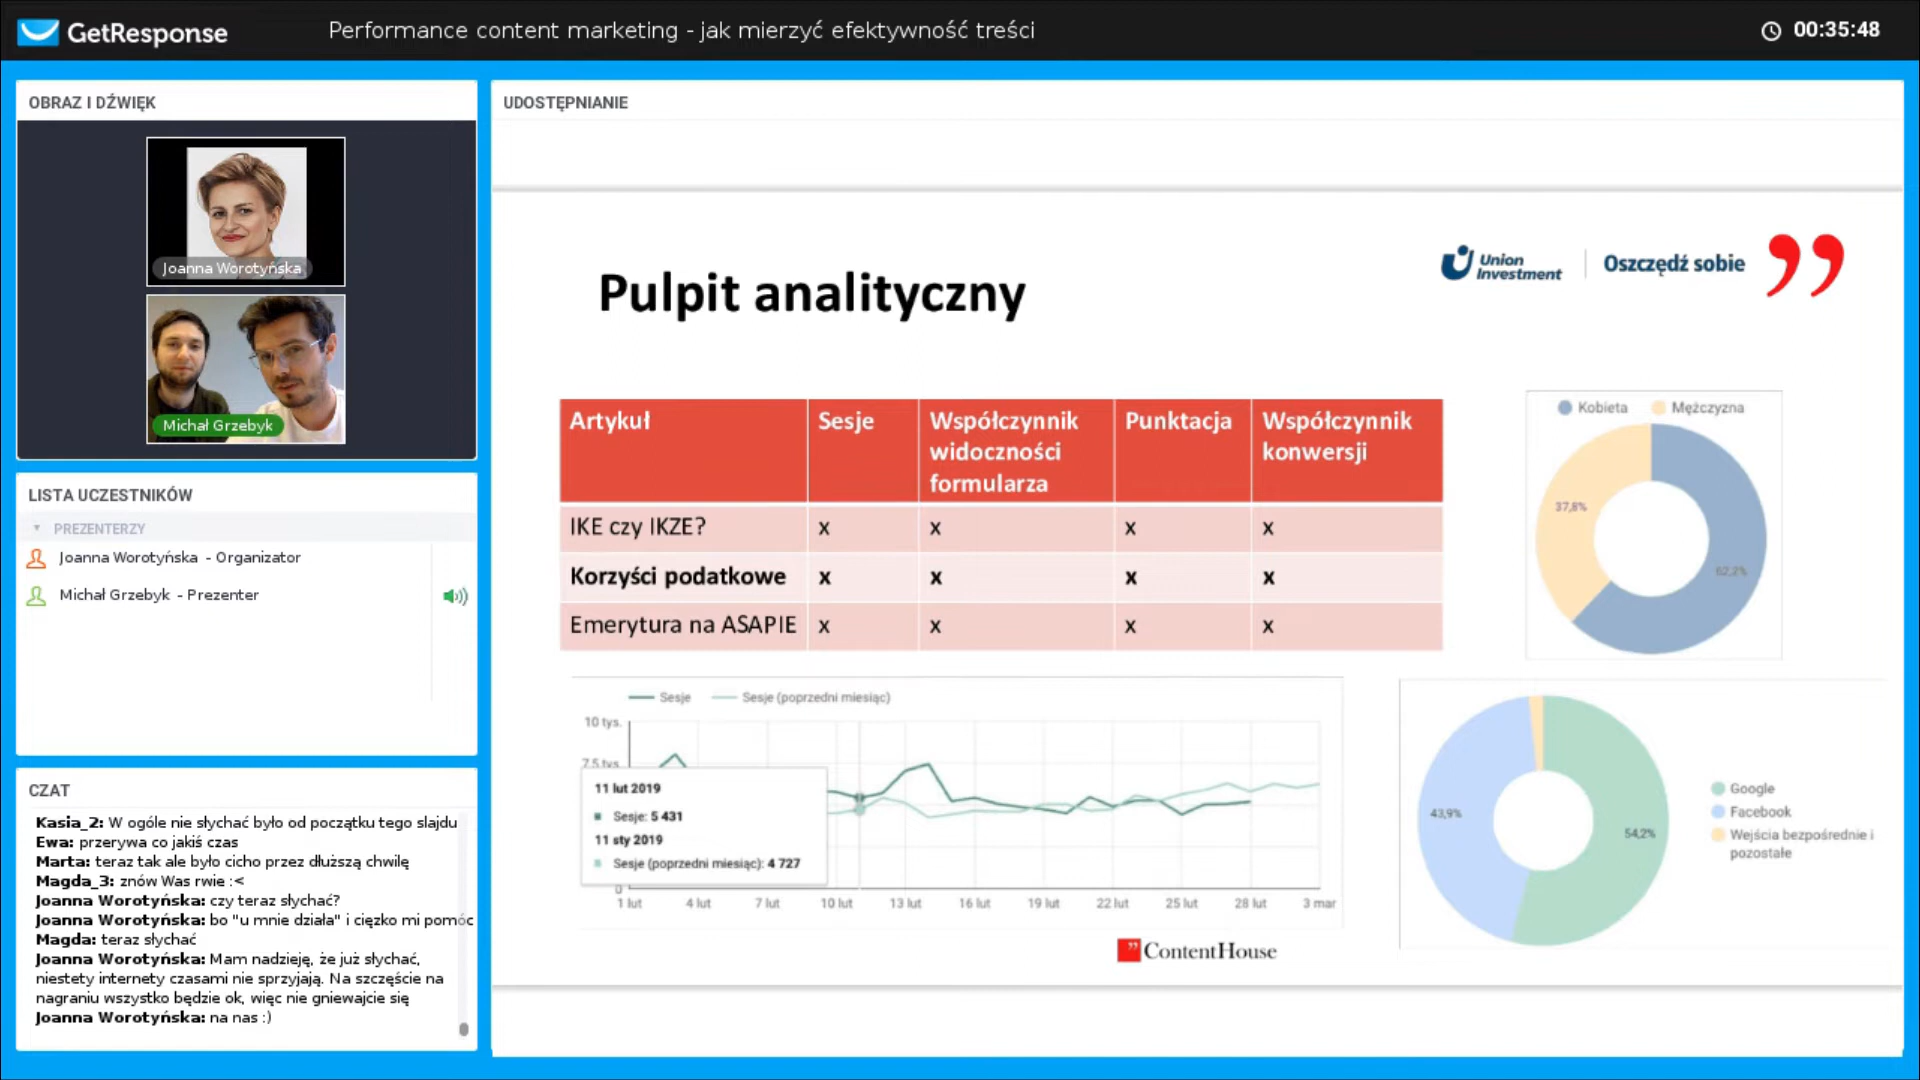 GetResponse
Performance content marketing - jak mierzyć efektywność treści
00:35:48
OBRAZ I DŹWIĘK
Joanna Worotyńska
Michał Grzebyk
LISTA UCZESTNIKÓW
PREZENTERZY
Joanna Worotyńska - Organizator
Michał Grzebyk - Prezenter
CZAT
Kasia_2: W ogóle nie słychać było od początku tego slajdu
Ewa: przerywa co jakiś czas
Marta: teraz tak ale było cicho przez dłuższą chwilę
Magda_3: znów Was rwie :<
Joanna Worotyńska: czy teraz słychać?
Joanna Worotyńska: bo "u mnie działa" i cięzko mi pomóc
Magda: teraz słychać
Joanna Worotyńska: Mam nadzieję, że już słychać,
niestety internety czasami nie sprzyjają. Na szczęście na
nagraniu wszystko będzie ok, więc nie gniewajcie się
Joanna Worotyńska: na nas :)
UDOSTĘPNIANIE
Pulpit analityczny
Union
Investment
Oszczędź sobie
Artykuł
Sesje
Współczynnik
widoczności
formularza
Punktacja
Współczynnik
konwersji
IKE czy IKZE? x x x x
Korzyści podatkowe x x x x
Emerytura na ASAPIE x x x x
Kobieta Mężczyzna
37,8%
62,2%
Sesje Sesje (poprzedni miesiąc)
10 tys.
7,5 tys.
11 lut 2019
Sesje: 5 431
11 sty 2019
Sesje (poprzedni miesiąc): 4 727
0
1 lut 4 lut 7 lut 10 lut 13 lut 16 lut 19 lut 22 lut 25 lut 28 lut 3 mar
43,9%
54,2%
Google
Facebook
Wejścia bezpośrednie i
pozostałe
ContentHouse